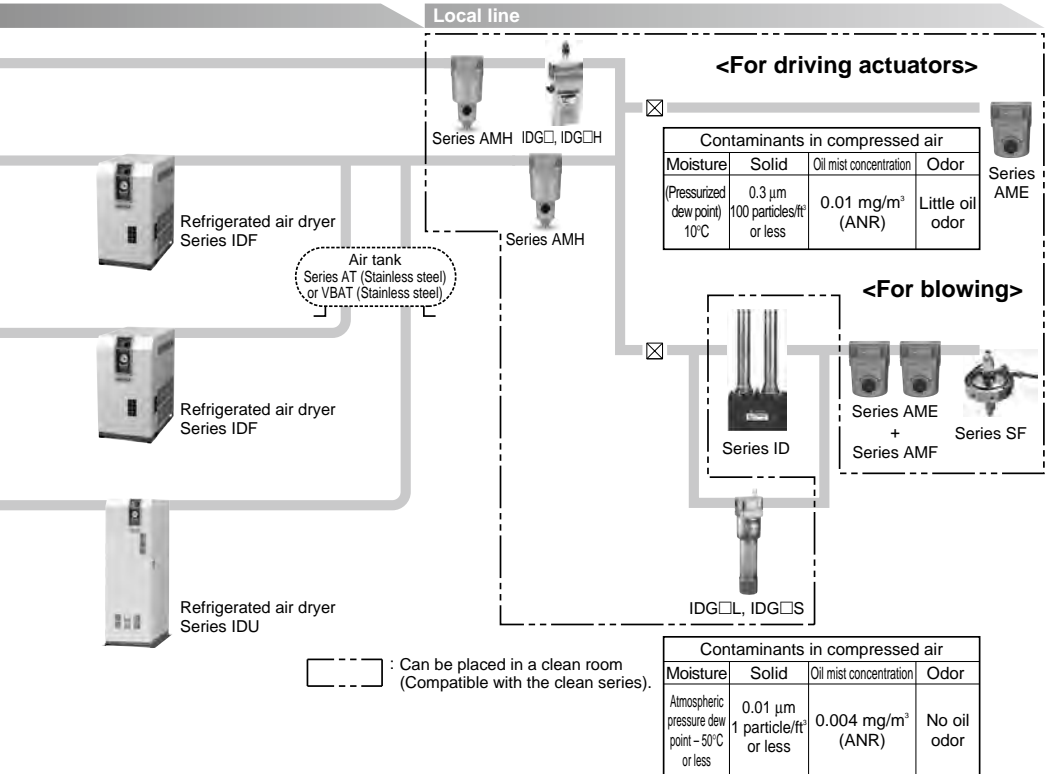 Local line
<For driving actuators>
Series AMH
IDG□, IDG□H
Series AMH
Series
AME
Contaminants in compressed air
Moisture Solid Oil mist concentration Odor
(Pressurized
dew point)
10°C
0.3 μm
100 particles/ft³
or less
0.01 mg/m³
(ANR)
Little oil
odor
Refrigerated air dryer
Series IDF
Air tank
Series AT (Stainless steel)
or VBAT (Stainless steel)
<For blowing>
Refrigerated air dryer
Series IDF
Series ID
Series AME
+
Series AMF
Series SF
IDG□L, IDG□S
Refrigerated air dryer
Series IDU
: Can be placed in a clean room
(Compatible with the clean series).
Contaminants in compressed air
Moisture Solid Oil mist concentration Odor
Atmospheric
pressure dew
point – 50°C
or less
0.01 μm
1 particle/ft³
or less
0.004 mg/m³
(ANR)
No oil
odor